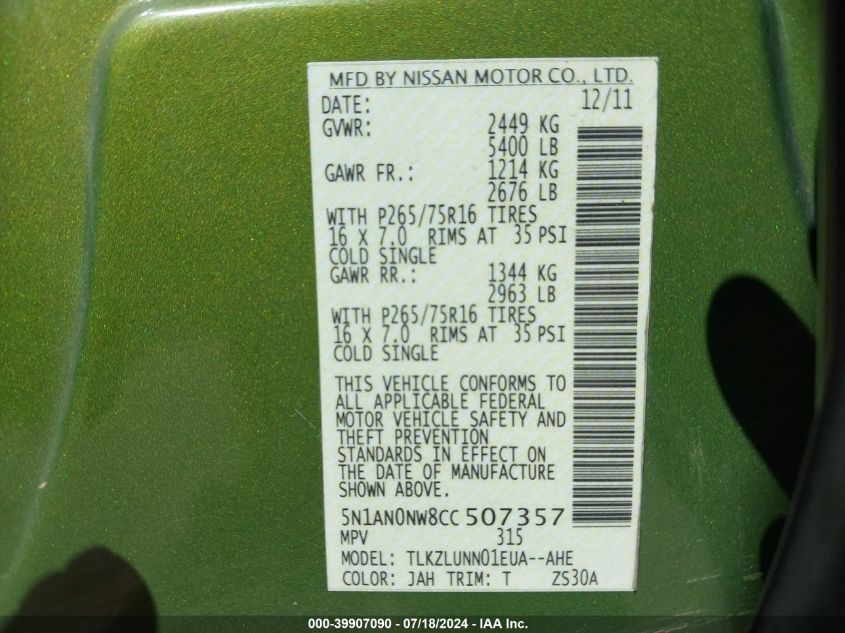 MFD BY NISSAN MOTOR CO., LTD.
DATE: 12/11
GVWR: 2449 KG
5400 LB
GAWR FR.: 1214 KG
2676 LB
WITH P265/75R16 TIRES
16 X 7.0 RIMS AT 35 PSI
COLD SINGLE
GAWR RR.: 1344 KG
2963 LB
WITH P265/75R16 TIRES
16 X 7.0 RIMS AT 35 PSI
COLD SINGLE
THIS VEHICLE CONFORMS TO
ALL APPLICABLE FEDERAL
MOTOR VEHICLE SAFETY AND
THEFT PREVENTION
STANDARDS IN EFFECT ON
THE DATE OF MANUFACTURE
SHOWN ABOVE.
5N1AN0NW8CC 507357
MPV 315
MODEL: TLKZLUNN01EUA--AHE
COLOR: JAH TRIM: T ZS30A
000-39907090 - 07/18/2024 - IAA Inc.